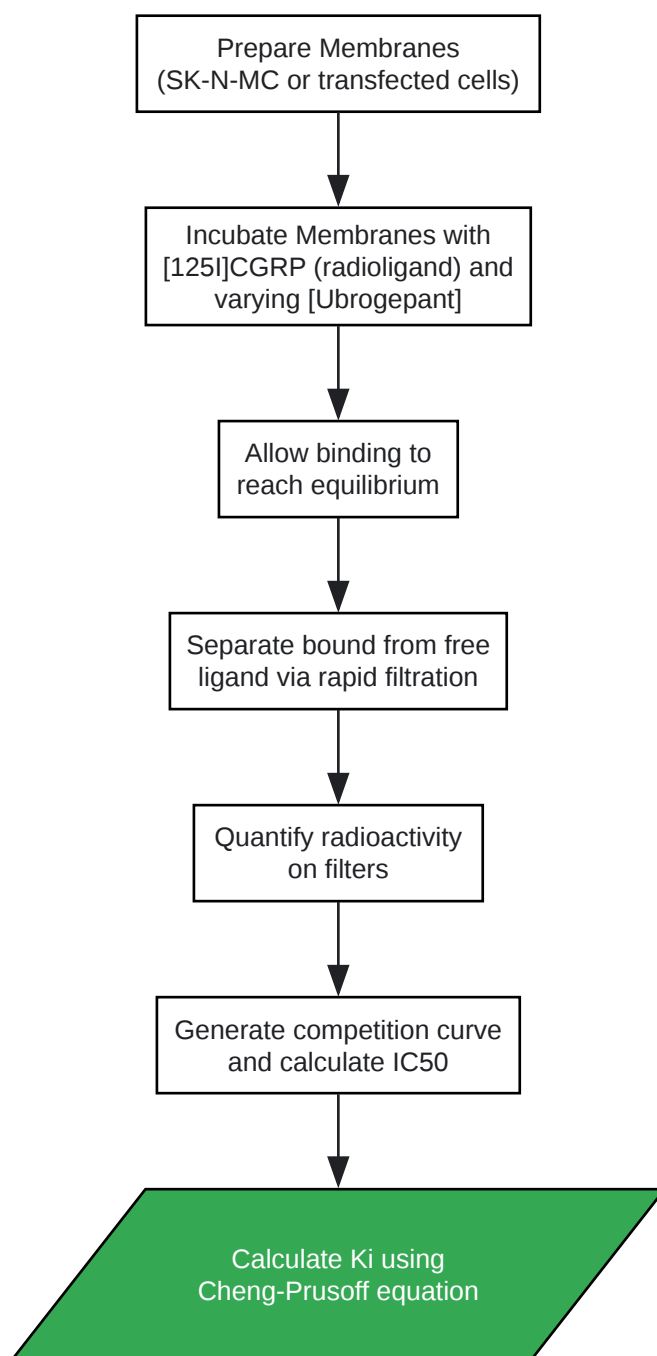 Prepare Membranes
(SK-N-MC or transfected cells)
Incubate Membranes with
[125I]CGRP (radioligand) and
varying [Ubrogepant]
Allow binding to
reach equilibrium
Separate bound from free
ligand via rapid filtration
Quantify radioactivity
on filters
Generate competition curve
and calculate IC50
Calculate Ki using
Cheng-Prusoff equation